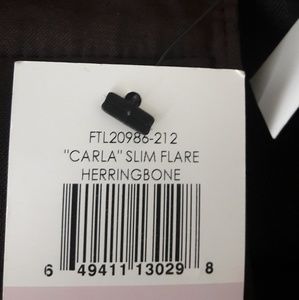 FTL20986-212
"CARLA" SLIM FLARE
HERRINGBONE
6 49411 13029 8